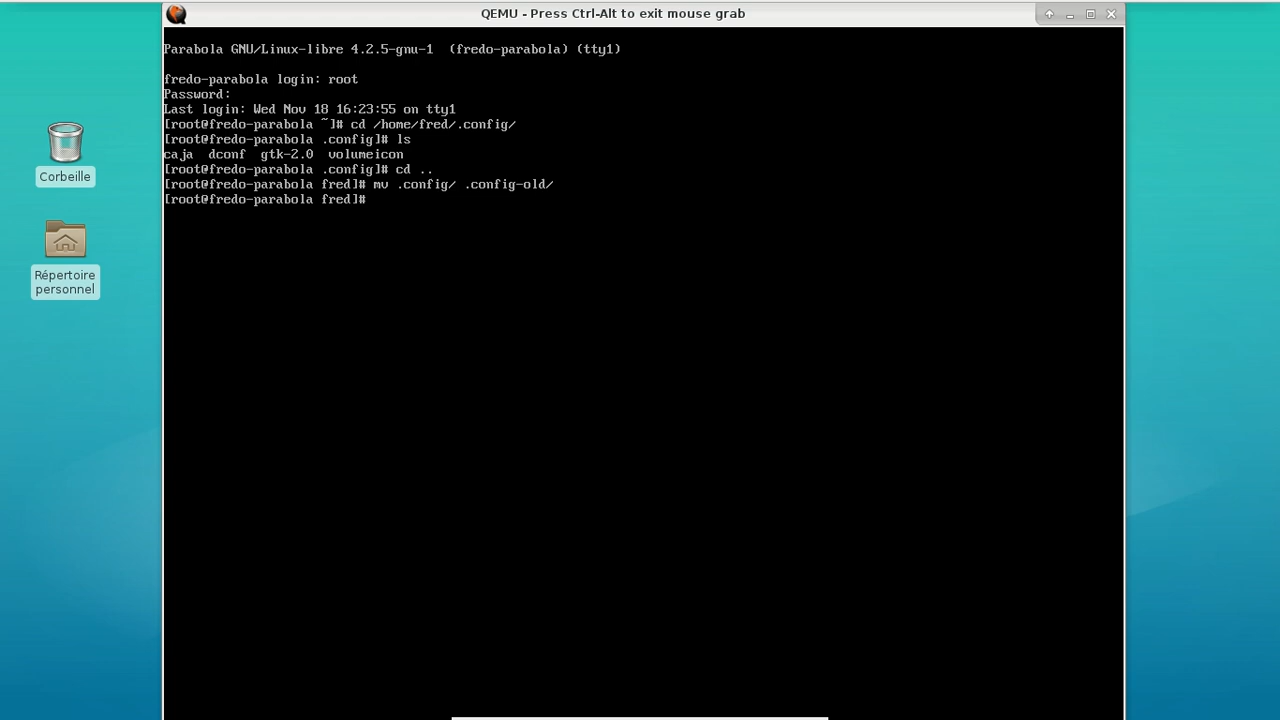 QEMU - Press Ctrl-Alt to exit mouse grab
Parabola GNU/Linux-libre 4.2.5-gnu-1  (fredo-parabola) (tty1)
fredo-parabola login: root
Password:
Last login: Wed Nov 18 16:23:55 on tty1
[root@fredo-parabola ~]# cd /home/fred/.config/
[root@fredo-parabola .config]# ls
caja  dconf  gtk-2.0  volumeicon
[root@fredo-parabola .config]# cd ..
[root@fredo-parabola fred]# mv .config/ .config-old/
[root@fredo-parabola fred]#
Corbeille
Répertoire
personnel